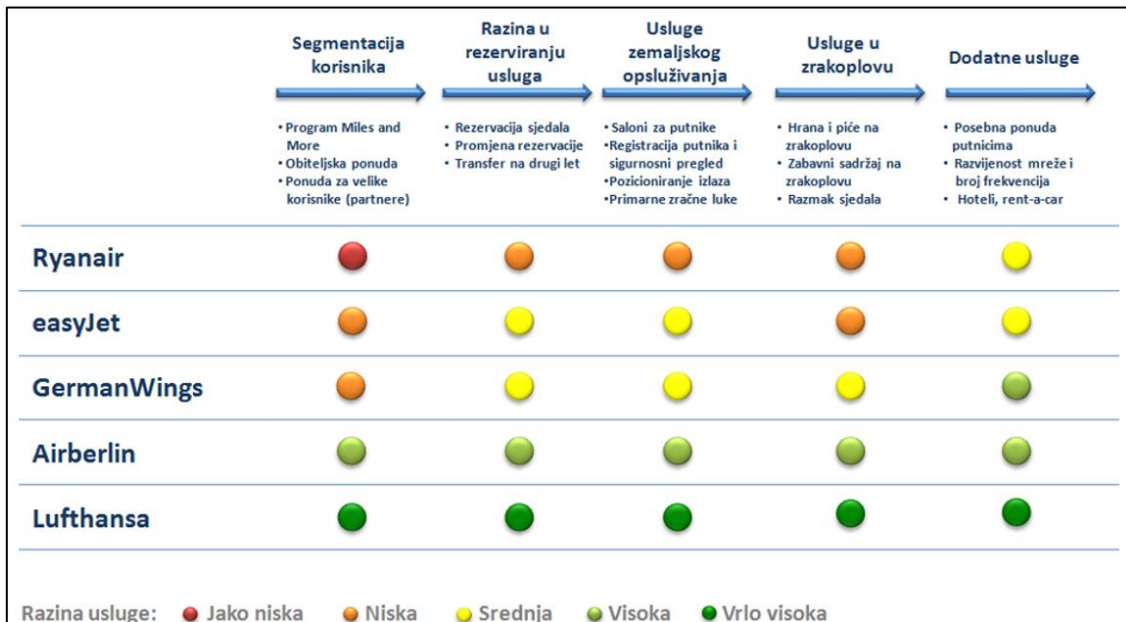 Segmentacija
korisnika
Razina u
rezerviranju
usluga
Usluge
zemaljskog
opsluživanja
Usluge u
zrakoplovu
Dodatne usluge
• Program Miles and
More
• Obiteljska ponuda
• Ponuda za velike
korisnike (partnere)
• Rezervacija sjedala
• Promjena rezervacije
• Transfer na drugi let
•Saloni za putnike
•Registracija putnika i
sigurnosni pregled
•Pozicioniranje izlaza
•Primarne zračne luke
• Hrana i piće na
zrakoplovu
• Zabavni sadržaj na
zrakoplovu
• Razmak sjedala
• Posebna ponuda
putnicima
• Razvijenost mreže i
broj frekvencija
• Hoteli, rent-a-car
Ryanair
easyJet
GermanWings
Airberlin
Lufthansa
Razina usluge: Jako niska Niska Srednja Visoka Vrlo visoka